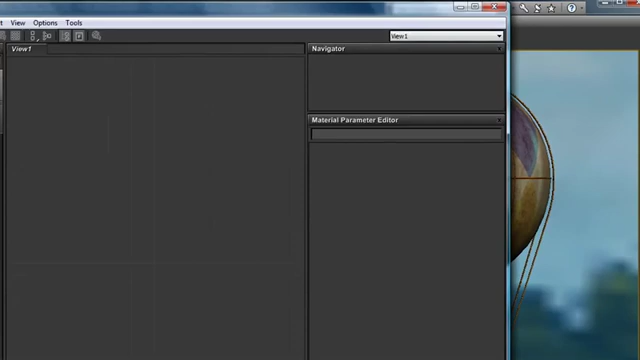 View Options Tools
View1
View1
Navigator
Material Parameter Editor